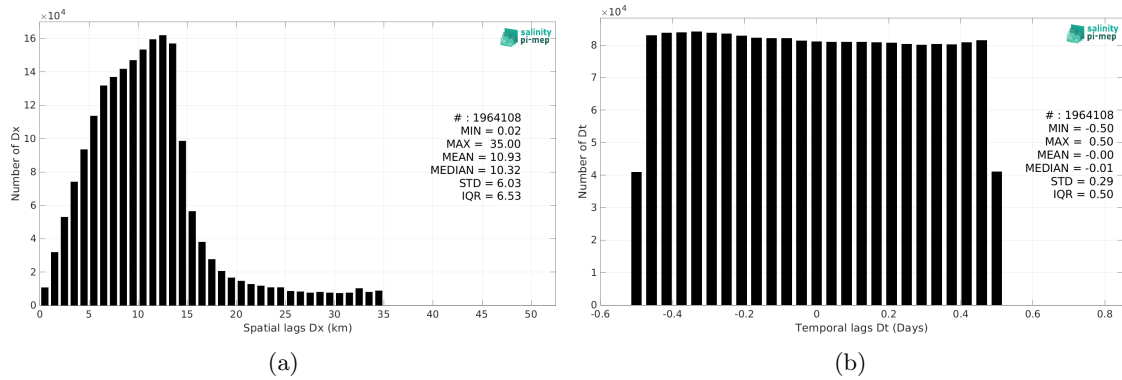 ×10⁴
16
14
12
10
8
6
4
2
0
Number of Dx
0 5 10 15 20 25 30 35 40 45 50
Spatial lags Dx (km)
salinity
pi-mep
# : 1964108
MIN = 0.02
MAX = 35.00
MEAN = 10.93
MEDIAN = 10.32
STD = 6.03
IQR = 6.53
(a)
×10⁴
8
7
6
5
4
3
2
1
0
Number of Dt
-0.6 -0.4 -0.2 0 0.2 0.4 0.6 0.8
Temporal lags Dt (Days)
salinity
pi-mep
# : 1964108
MIN = -0.50
MAX = 0.50
MEAN = -0.00
MEDIAN = -0.01
STD = 0.29
IQR = 0.50
(b)